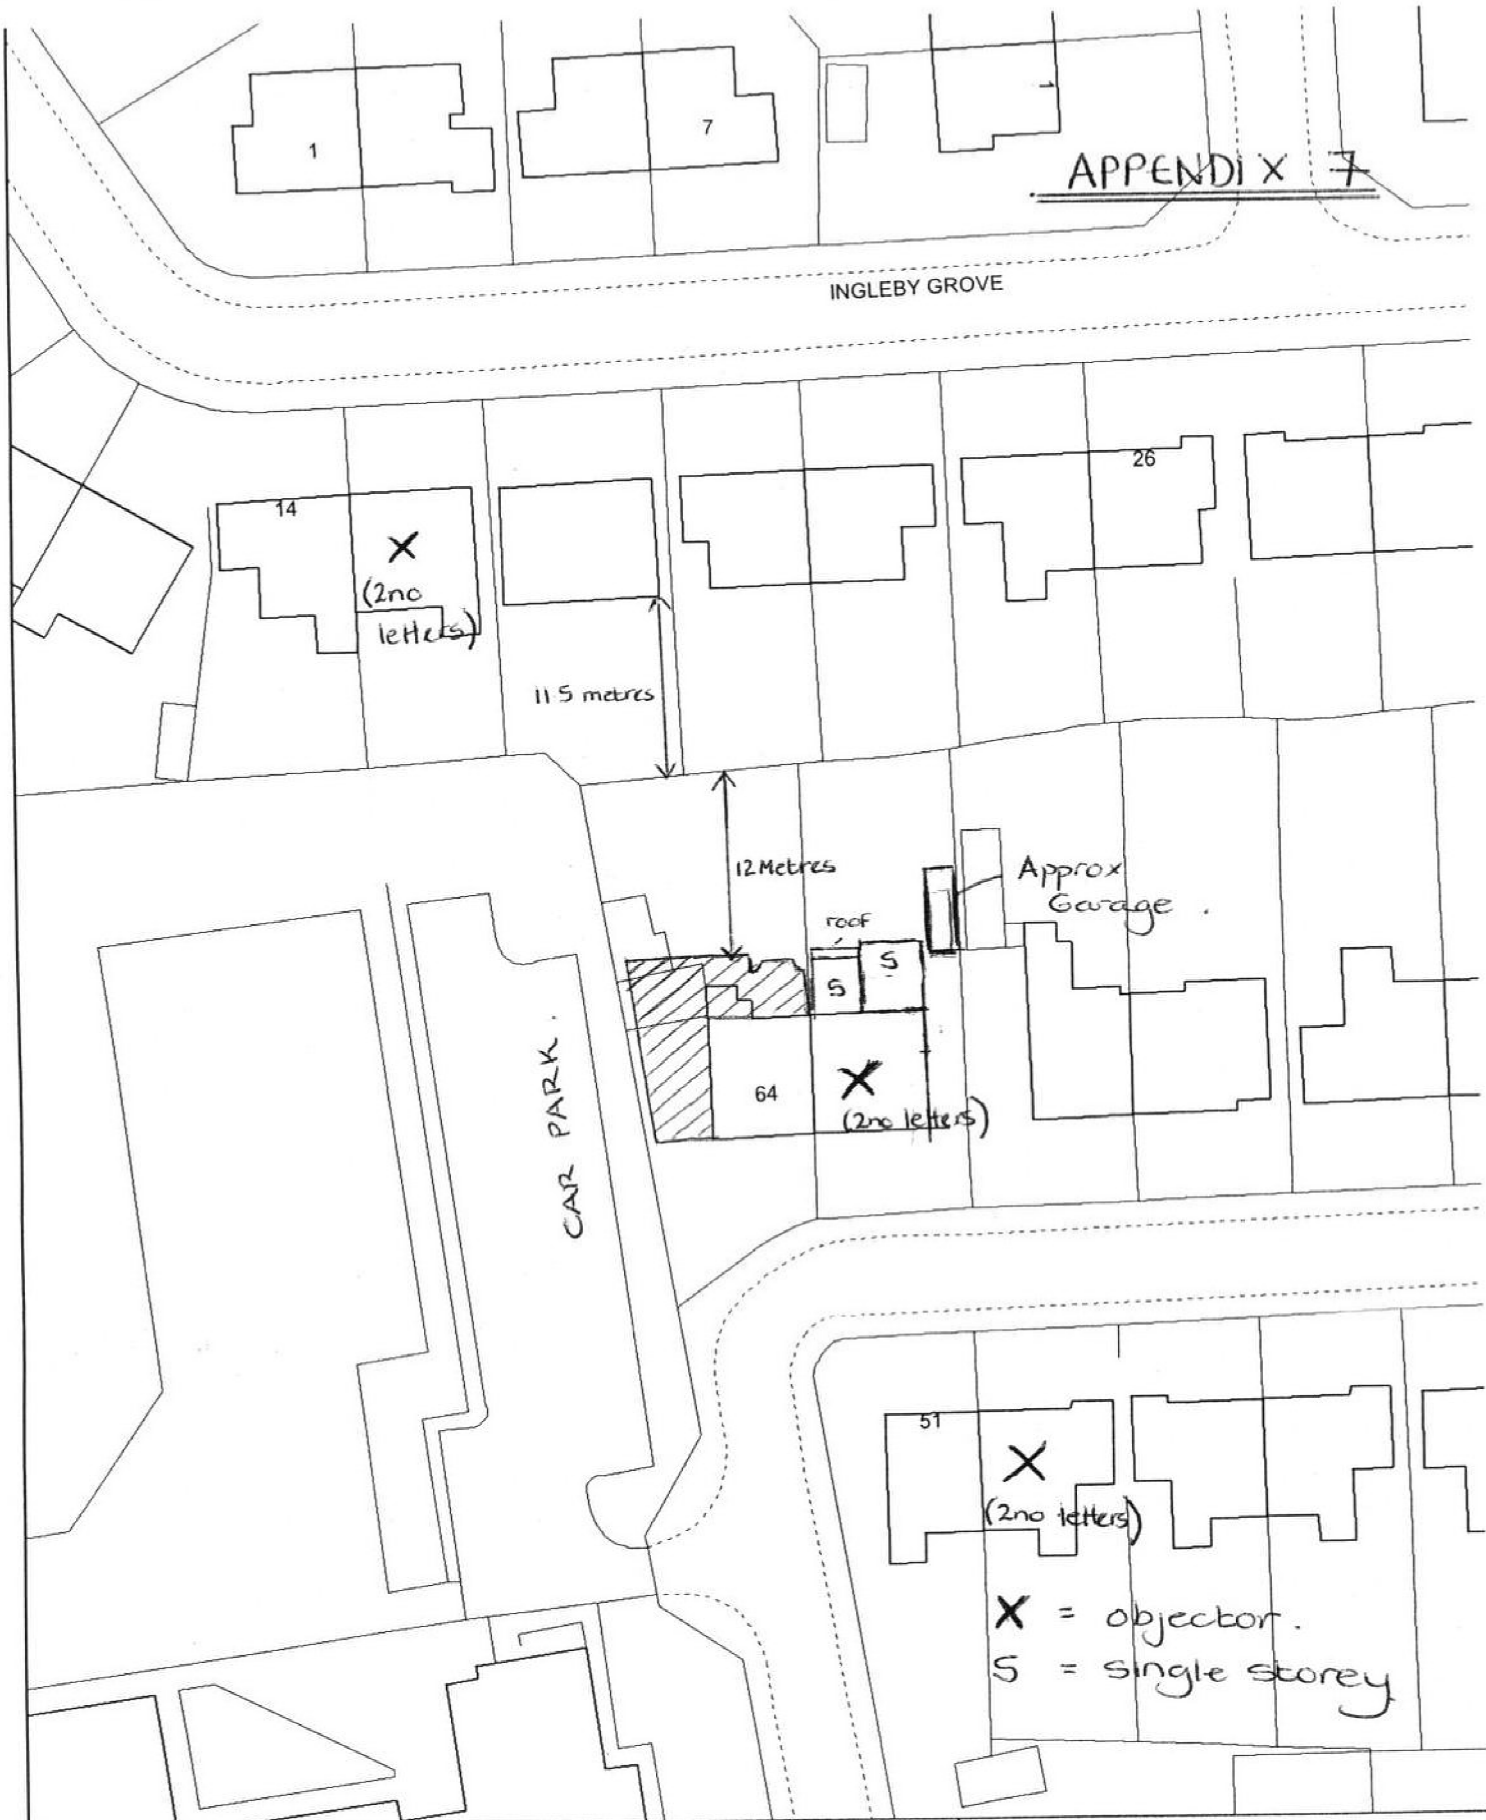 1
7
1
APPENDIX 7
INGLEBY GROVE
14
26
X
(2no
letters)
11.5 metres
12 Metres
Approx
Garage.
roof
S
S
64
X
(2no letters)
CAR PARK.
51
X
(2no letters)
X = objector.
S = single storey